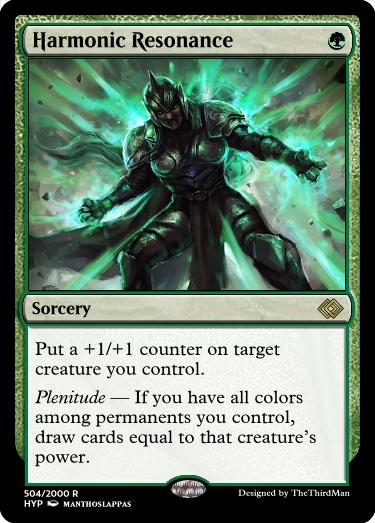 Harmonic Resonance
Sorcery
Put a +1/+1 counter on target
creature you control.
Plenitude — If you have all colors
among permanents you control,
draw cards equal to that creature's
power.
504/2000 R
HYP MANTHOSLAPPAS
Designed by TheThirdMan